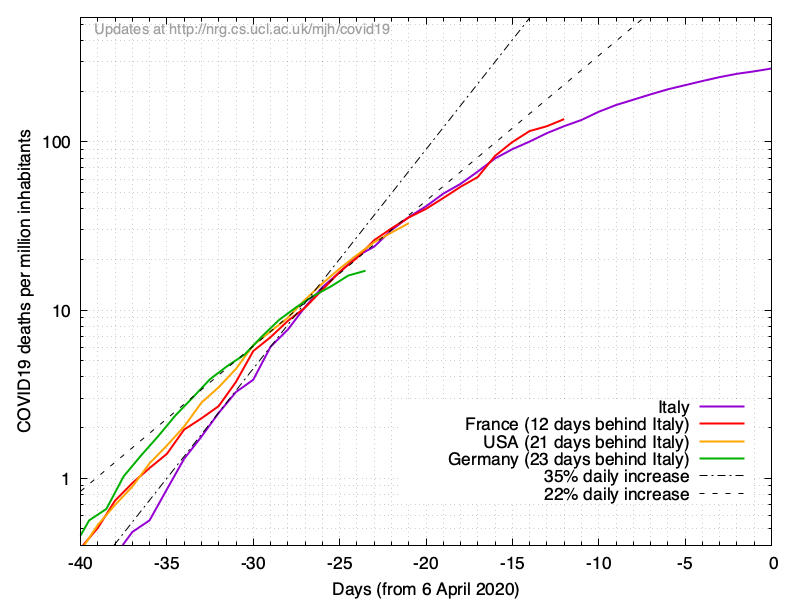 Updates at http://nrg.cs.ucl.ac.uk/mjh/covid19
COVID19 deaths per million inhabitants
100
10
1
Italy
France (12 days behind Italy)
USA (21 days behind Italy)
Germany (23 days behind Italy)
35% daily increase
22% daily increase
-40 -35 -30 -25 -20 -15 -10 -5 0
Days (from 6 April 2020)